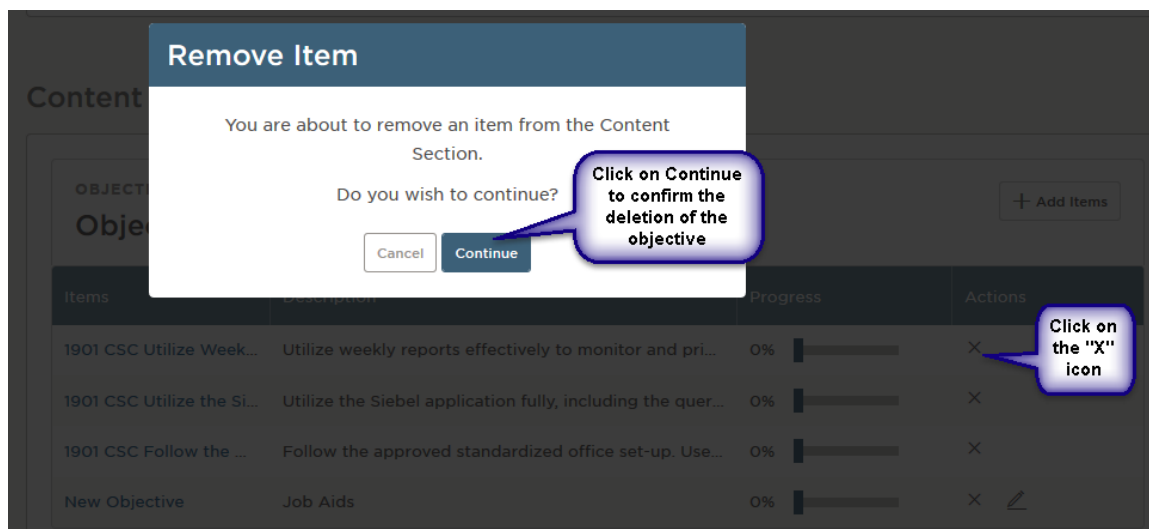 Remove Item
Content
You are about to remove an item from the Content
Section.
Do you wish to continue?
Cancel
Continue
Click on Continue
to confirm the
deletion of the
objective
OBJECTI
Obje
+ Add Items
Items
Description
Progress
Actions
Click on
the "X"
icon
1901 CSC Utilize Week... Utilize weekly reports effectively to monitor and pri... 0%
1901 CSC Utilize the Si... Utilize the Siebel application fully, including the quer... 0%
1901 CSC Follow the ... Follow the approved standardized office set-up. Use... 0%
New Objective Job Aids 0%